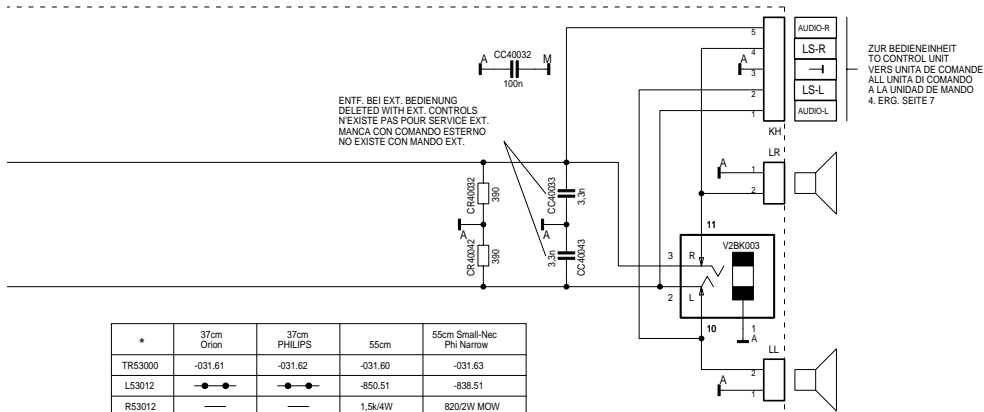 5
AUDIO-R
4
LS-R
A
3
2
LS-L
1
AUDIO-L
KH
ZUR BEDIENEINHEIT
TO CONTROL UNIT
VERS UNITA DE COMANDE
ALL UNITA DI COMANDO
A LA UNIDAD DE MANDO
4. ERG. SEITE 7
A
CC40032
M
100n
ENTF. BEI EXT. BEDIENUNG
DELETED WITH EXT. CONTROLS
N'EXISTE PAS POUR SERVICE EXT.
MANCA CON COMANDO ESTERNO
NO EXISTE CON MANDO EXT.
LR
A
1
2
CR40032
390
CC40033
3,3n
A
A
CR40042
390
3,3n
CC40043
11
V2BK003
3
R
2
L
10
1
A
LL
2
A
1
*
37cm
Orion
37cm
PHILIPS
55cm
55cm Small-Nec
Phi Narrow
TR53000
-031.61
-031.62
-031.60
-031.63
L53012
-850.51
-838.51
R53012
1,5k/4W
820/2W MOW